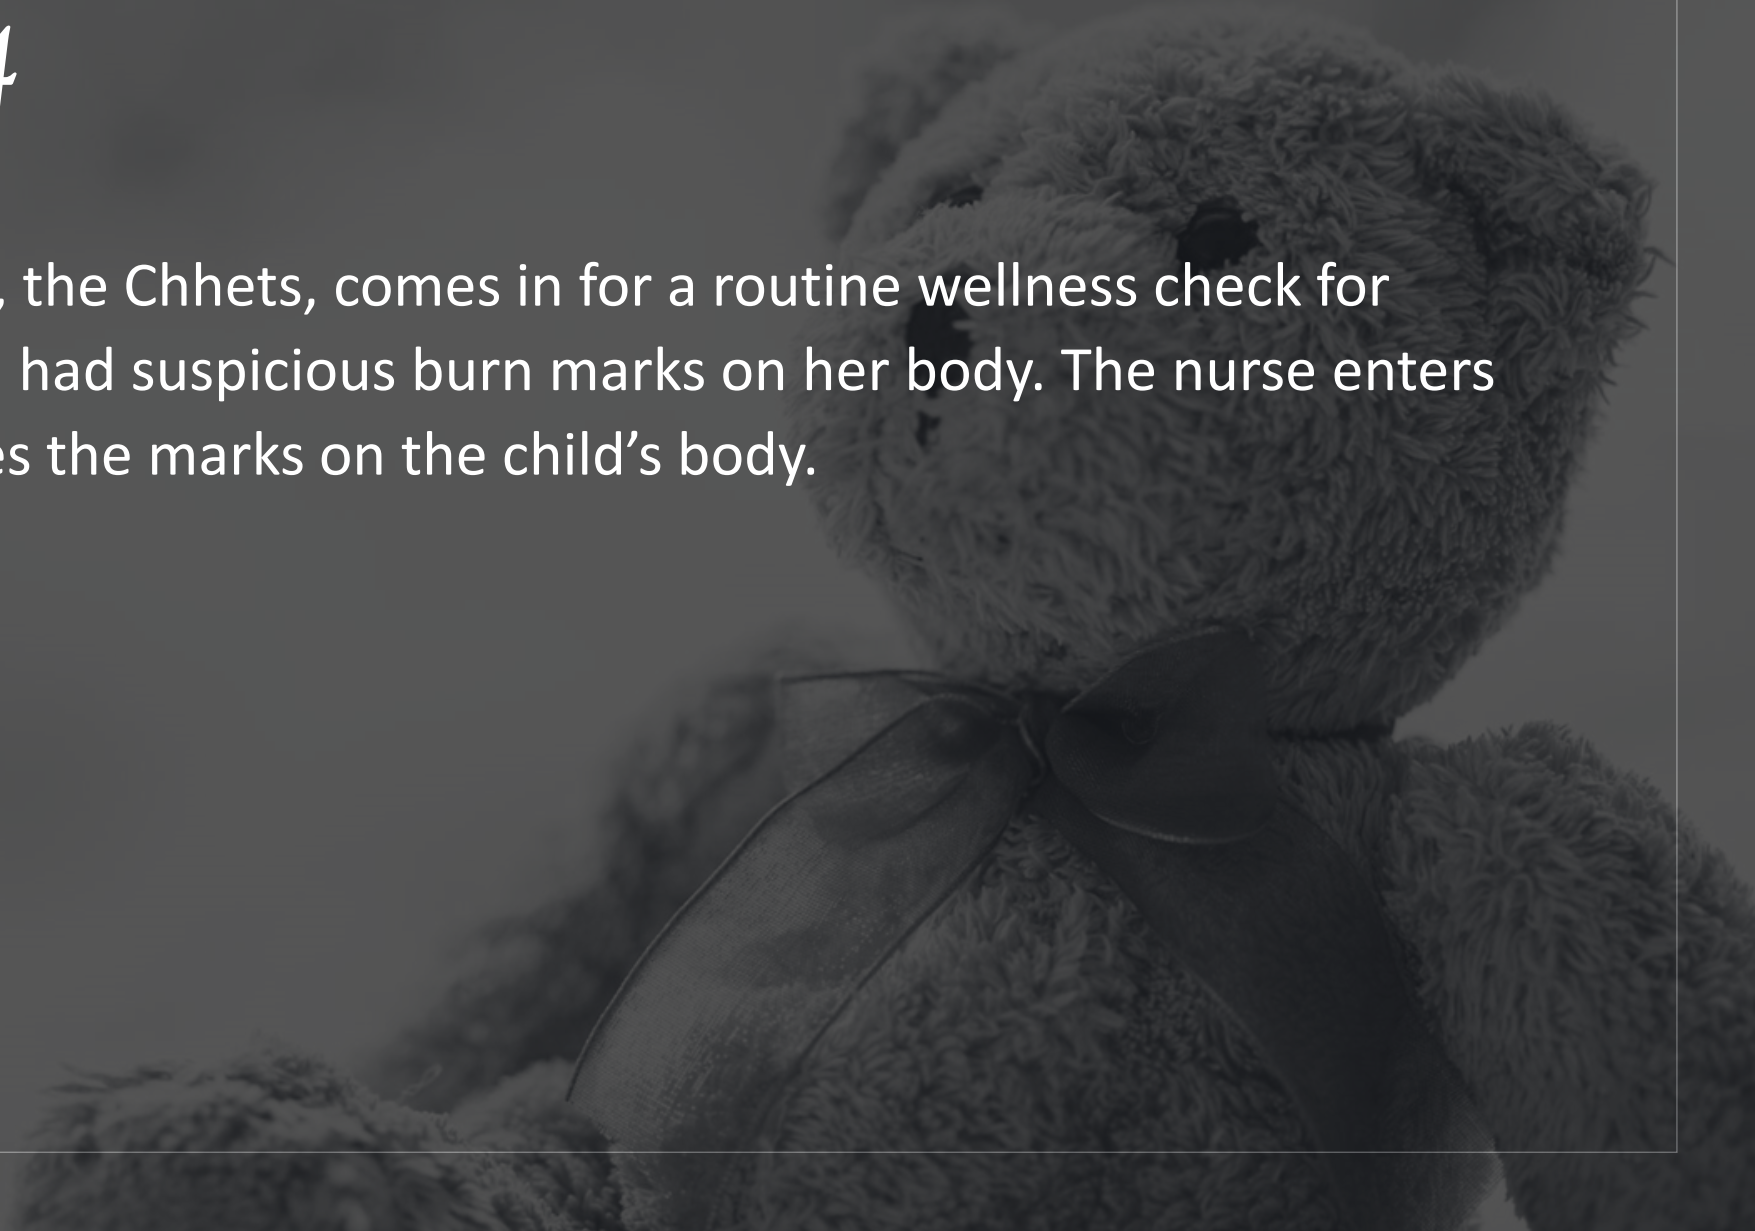 4
, the Chhets, comes in for a routine wellness check for
had suspicious burn marks on her body. The nurse enters
es the marks on the child’s body.